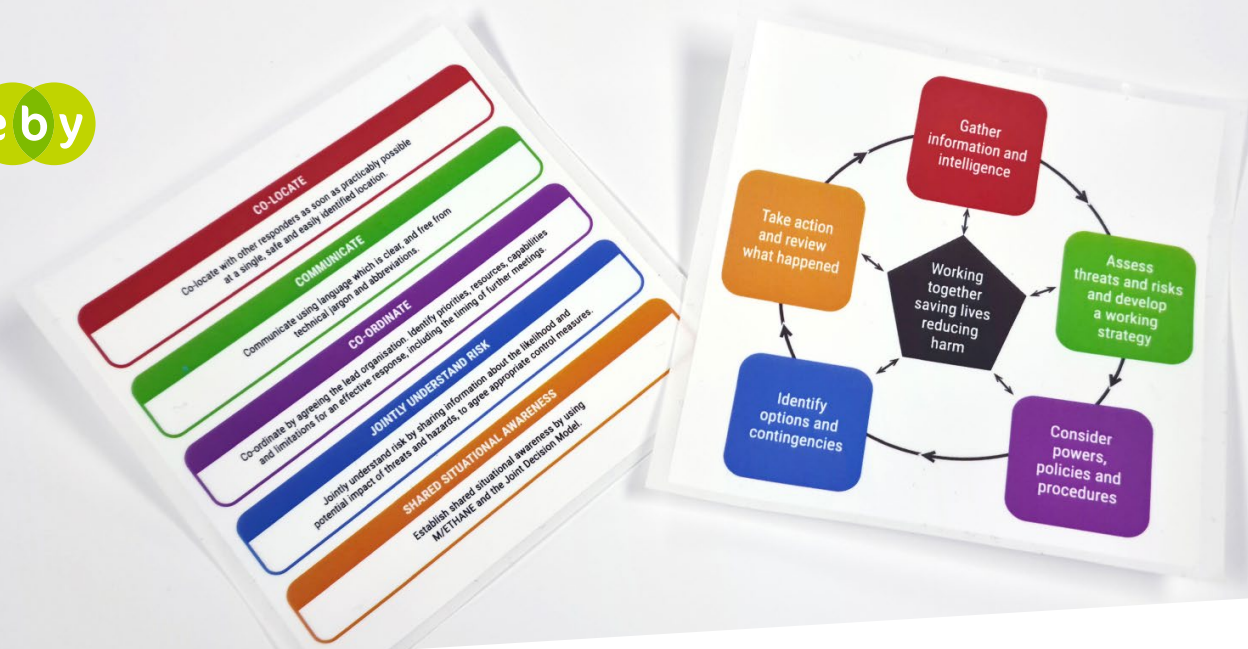 eby
CO-LOCATE
Co-locate with other responders as soon as practicably possible
at a single, safe and easily identified location.
COMMUNICATE
Communicate using language which is clear, and free from
technical jargon and abbreviations.
CO-ORDINATE
Co-ordinate by agreeing the lead organisation. Identify priorities, resources, capabilities
and limitations for an effective response, including the timing of further meetings.
JOINTLY UNDERSTAND RISK
Jointly understand risk by sharing information about the likelihood and
potential impact of threats and hazards, to agree appropriate control measures.
SHARED SITUATIONAL AWARENESS
Establish shared situational awareness by using
M/ETHANE and the Joint Decision Model.
Gather
information and
intelligence
Assess
threats and risks
and develop
a working
strategy
Consider
powers,
policies and
procedures
Identify
options and
contingencies
Take action
and review
what happened
Working
together
saving lives
reducing
harm